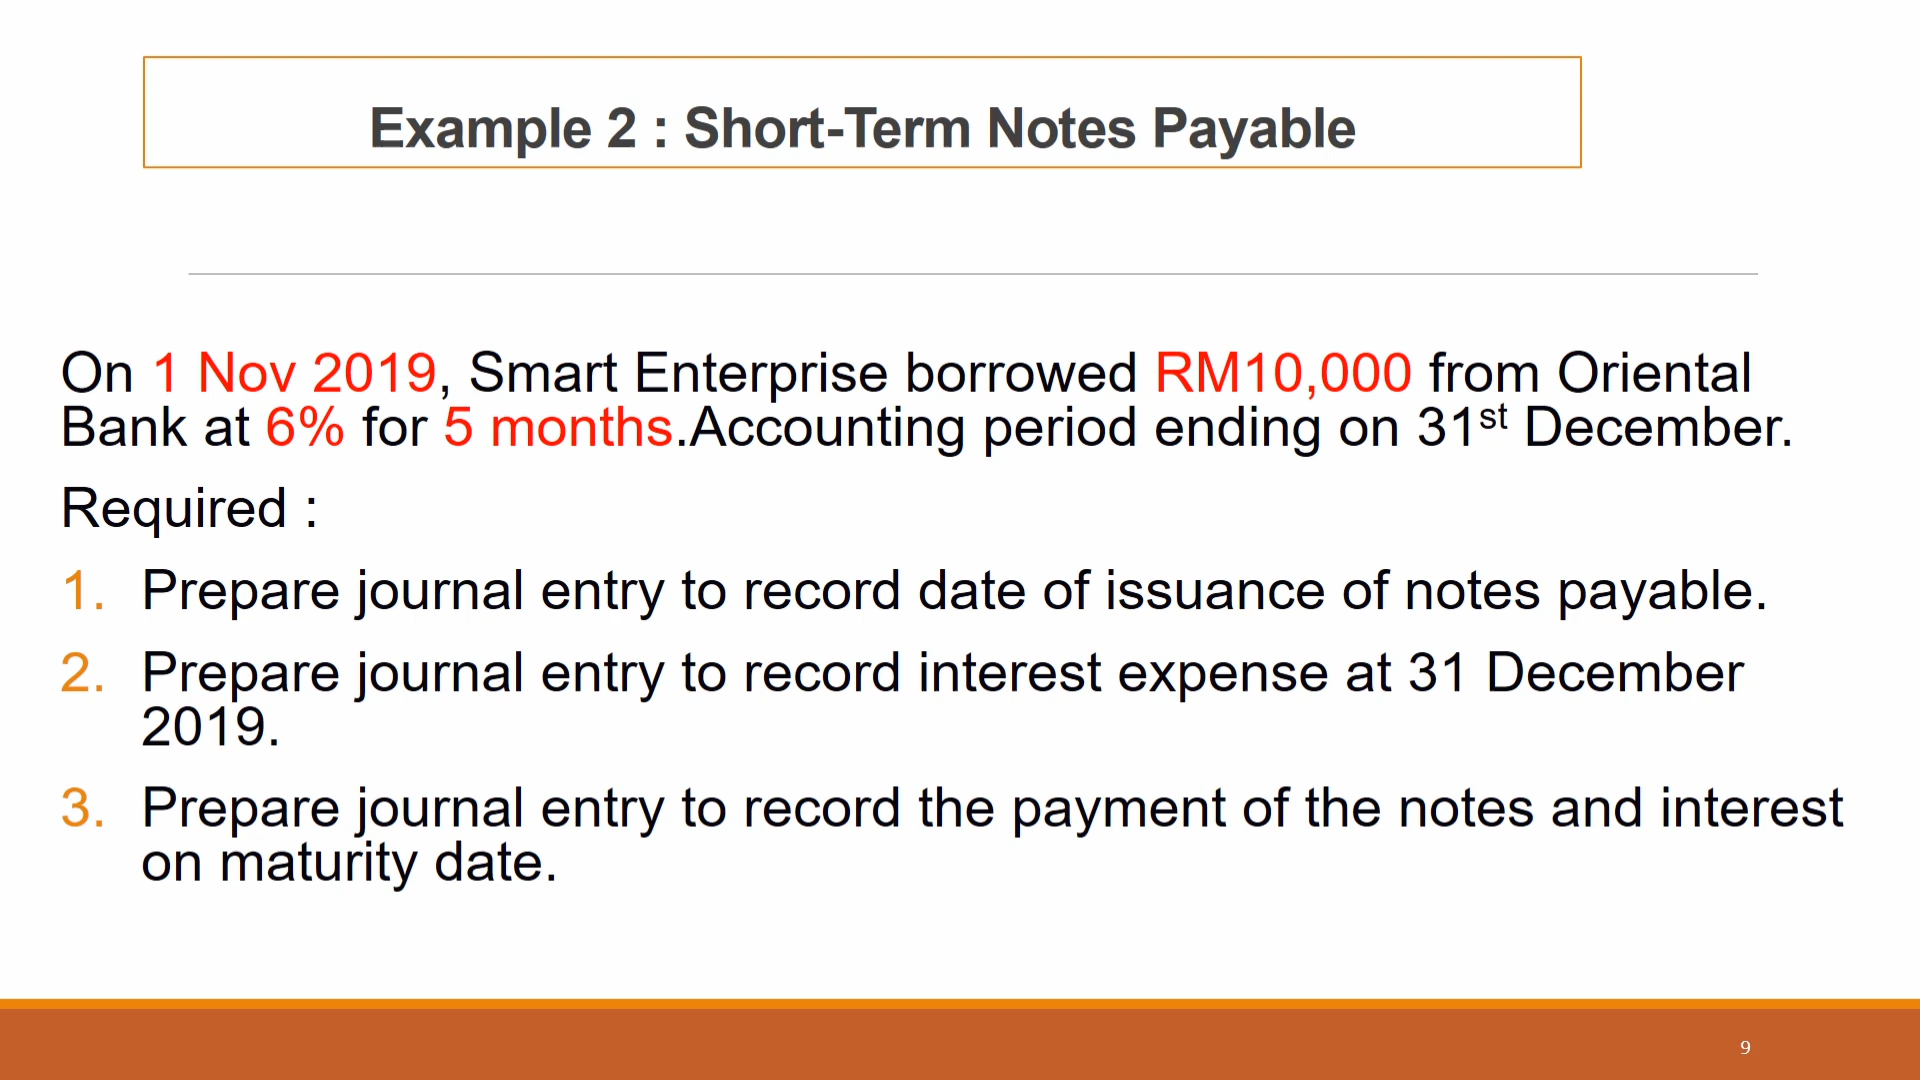 Example 2 : Short-Term Notes Payable
On 1 Nov 2019, Smart Enterprise borrowed RM10,000 from Oriental
Bank at 6% for 5 months.Accounting period ending on 31st December.
Required :
1. Prepare journal entry to record date of issuance of notes payable.
2. Prepare journal entry to record interest expense at 31 December
2019.
3. Prepare journal entry to record the payment of the notes and interest
on maturity date.
9